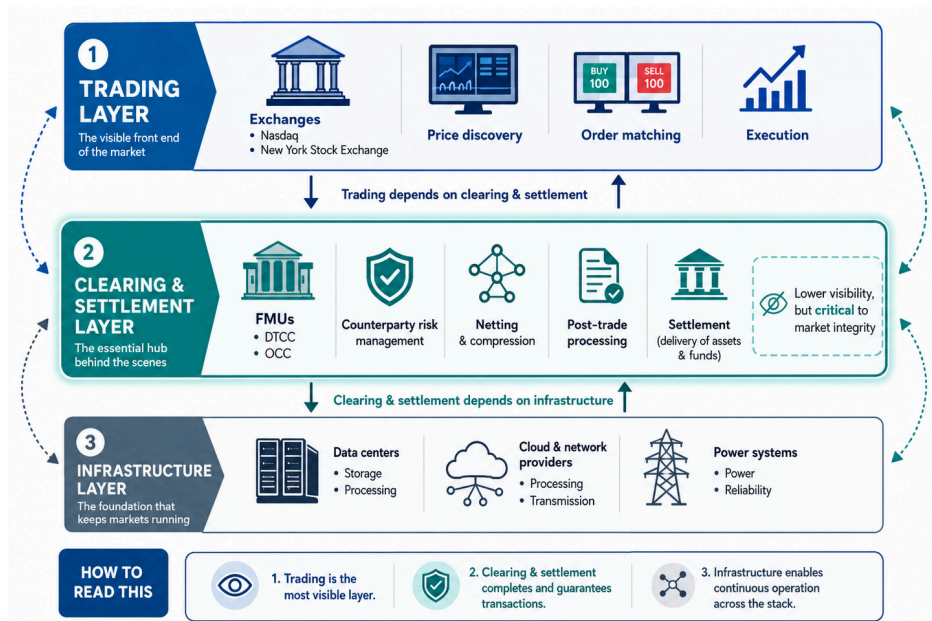 1
TRADING
LAYER
The visible front end
of the market
Exchanges
• Nasdaq
• New York Stock Exchange
Price discovery
BUY
100
SELL
100
Order matching
Execution
Trading depends on clearing & settlement
2
CLEARING &
SETTLEMENT
LAYER
The essential hub
behind the scenes
FMUs
• DTCC
• OCC
Counterparty risk
management
Netting
& compression
Post-trade
processing
Settlement
(delivery of assets
& funds)
Lower visibility,
but critical to
market integrity
Clearing & settlement depends on infrastructure
3
INFRASTRUCTURE
LAYER
The foundation that
keeps markets running
Data centers
• Storage
• Processing
Cloud & network
providers
• Processing
• Transmission
Power systems
• Power
• Reliability
HOW TO
READ THIS
1. Trading is the
most visible layer.
2. Clearing & settlement
completes and guarantees
transactions.
3. Infrastructure enables
continuous operation
across the stack.